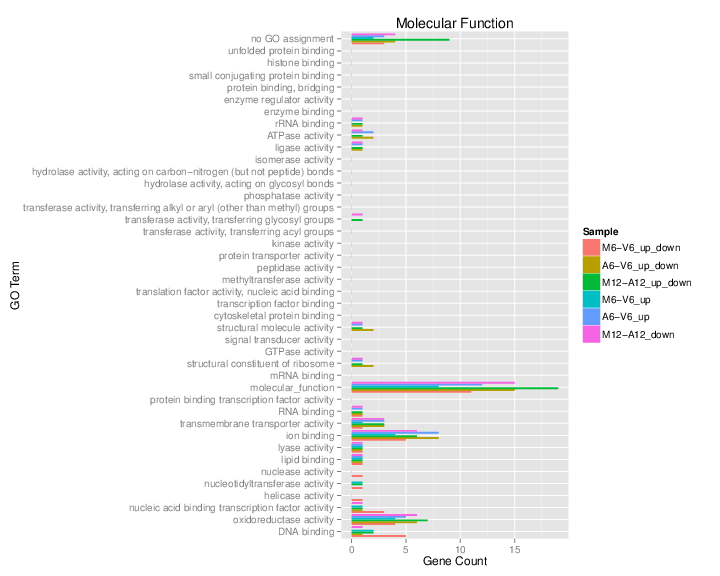 Molecular Function
no GO assignment
unfolded protein binding
histone binding
small conjugating protein binding
protein binding, bridging
enzyme regulator activity
enzyme binding
rRNA binding
ATPase activity
ligase activity
isomerase activity
hydrolase activity, acting on carbon−nitrogen (but not peptide) bonds
hydrolase activity, acting on glycosyl bonds
phosphatase activity
transferase activity, transferring alkyl or aryl (other than methyl) groups
transferase activity, transferring glycosyl groups
transferase activity, transferring acyl groups
kinase activity
protein transporter activity
peptidase activity
methyltransferase activity
translation factor activity, nucleic acid binding
transcription factor binding
cytoskeletal protein binding
structural molecule activity
signal transducer activity
GTPase activity
structural constituent of ribosome
mRNA binding
molecular_function
protein binding transcription factor activity
RNA binding
transmembrane transporter activity
ion binding
lyase activity
lipid binding
nuclease activity
nucleotidyltransferase activity
helicase activity
nucleic acid binding transcription factor activity
oxidoreductase activity
DNA binding
GO Term
0 5 10 15
Gene Count
Sample
M6−V6_up_down
A6−V6_up_down
M12−A12_up_down
M6−V6_up
A6−V6_up
M12−A12_down